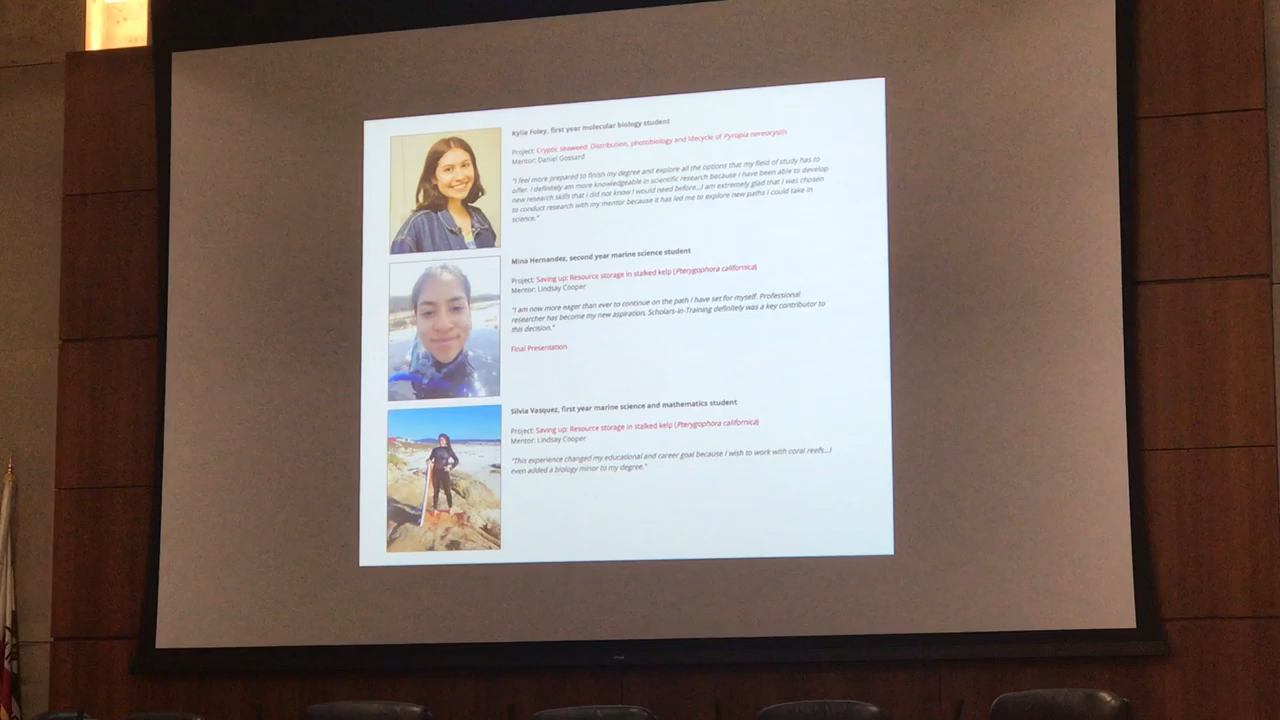 Kylie Foley, first year molecular biology student
Project: Cryptic seaweed: Distribution, photobiology and lifecycle of Pyropia nereocystis
Mentor: Daniel Gossard
"I feel more prepared to finish my degree and explore all the options that my field of study has to
offer. I definitely am more knowledgeable in scientific research because I have been able to develop
new research skills that I did not know I would need before...I am extremely glad that I was chosen
to conduct research with my mentor because it has led me to explore new paths I could take in
science."
Mina Hernandez, second year marine science student
Project: Saving up: Resource storage in stalked kelp (Pterygophora californica)
Mentor: Lindsay Cooper
"I am now more eager than ever to continue on the path I have set for myself. Professional
researcher has become my new aspiration, Scholars-In-Training definitely was a key contributor to
this decision."
Final Presentation
Silvia Vasquez, first year marine science and mathematics student
Project: Saving up: Resource storage in stalked kelp (Pterygophora californica)
Mentor: Lindsay Cooper
"This experience changed my educational and career goal because I wish to work with coral reefs...I
even added a biology minor to my degree."